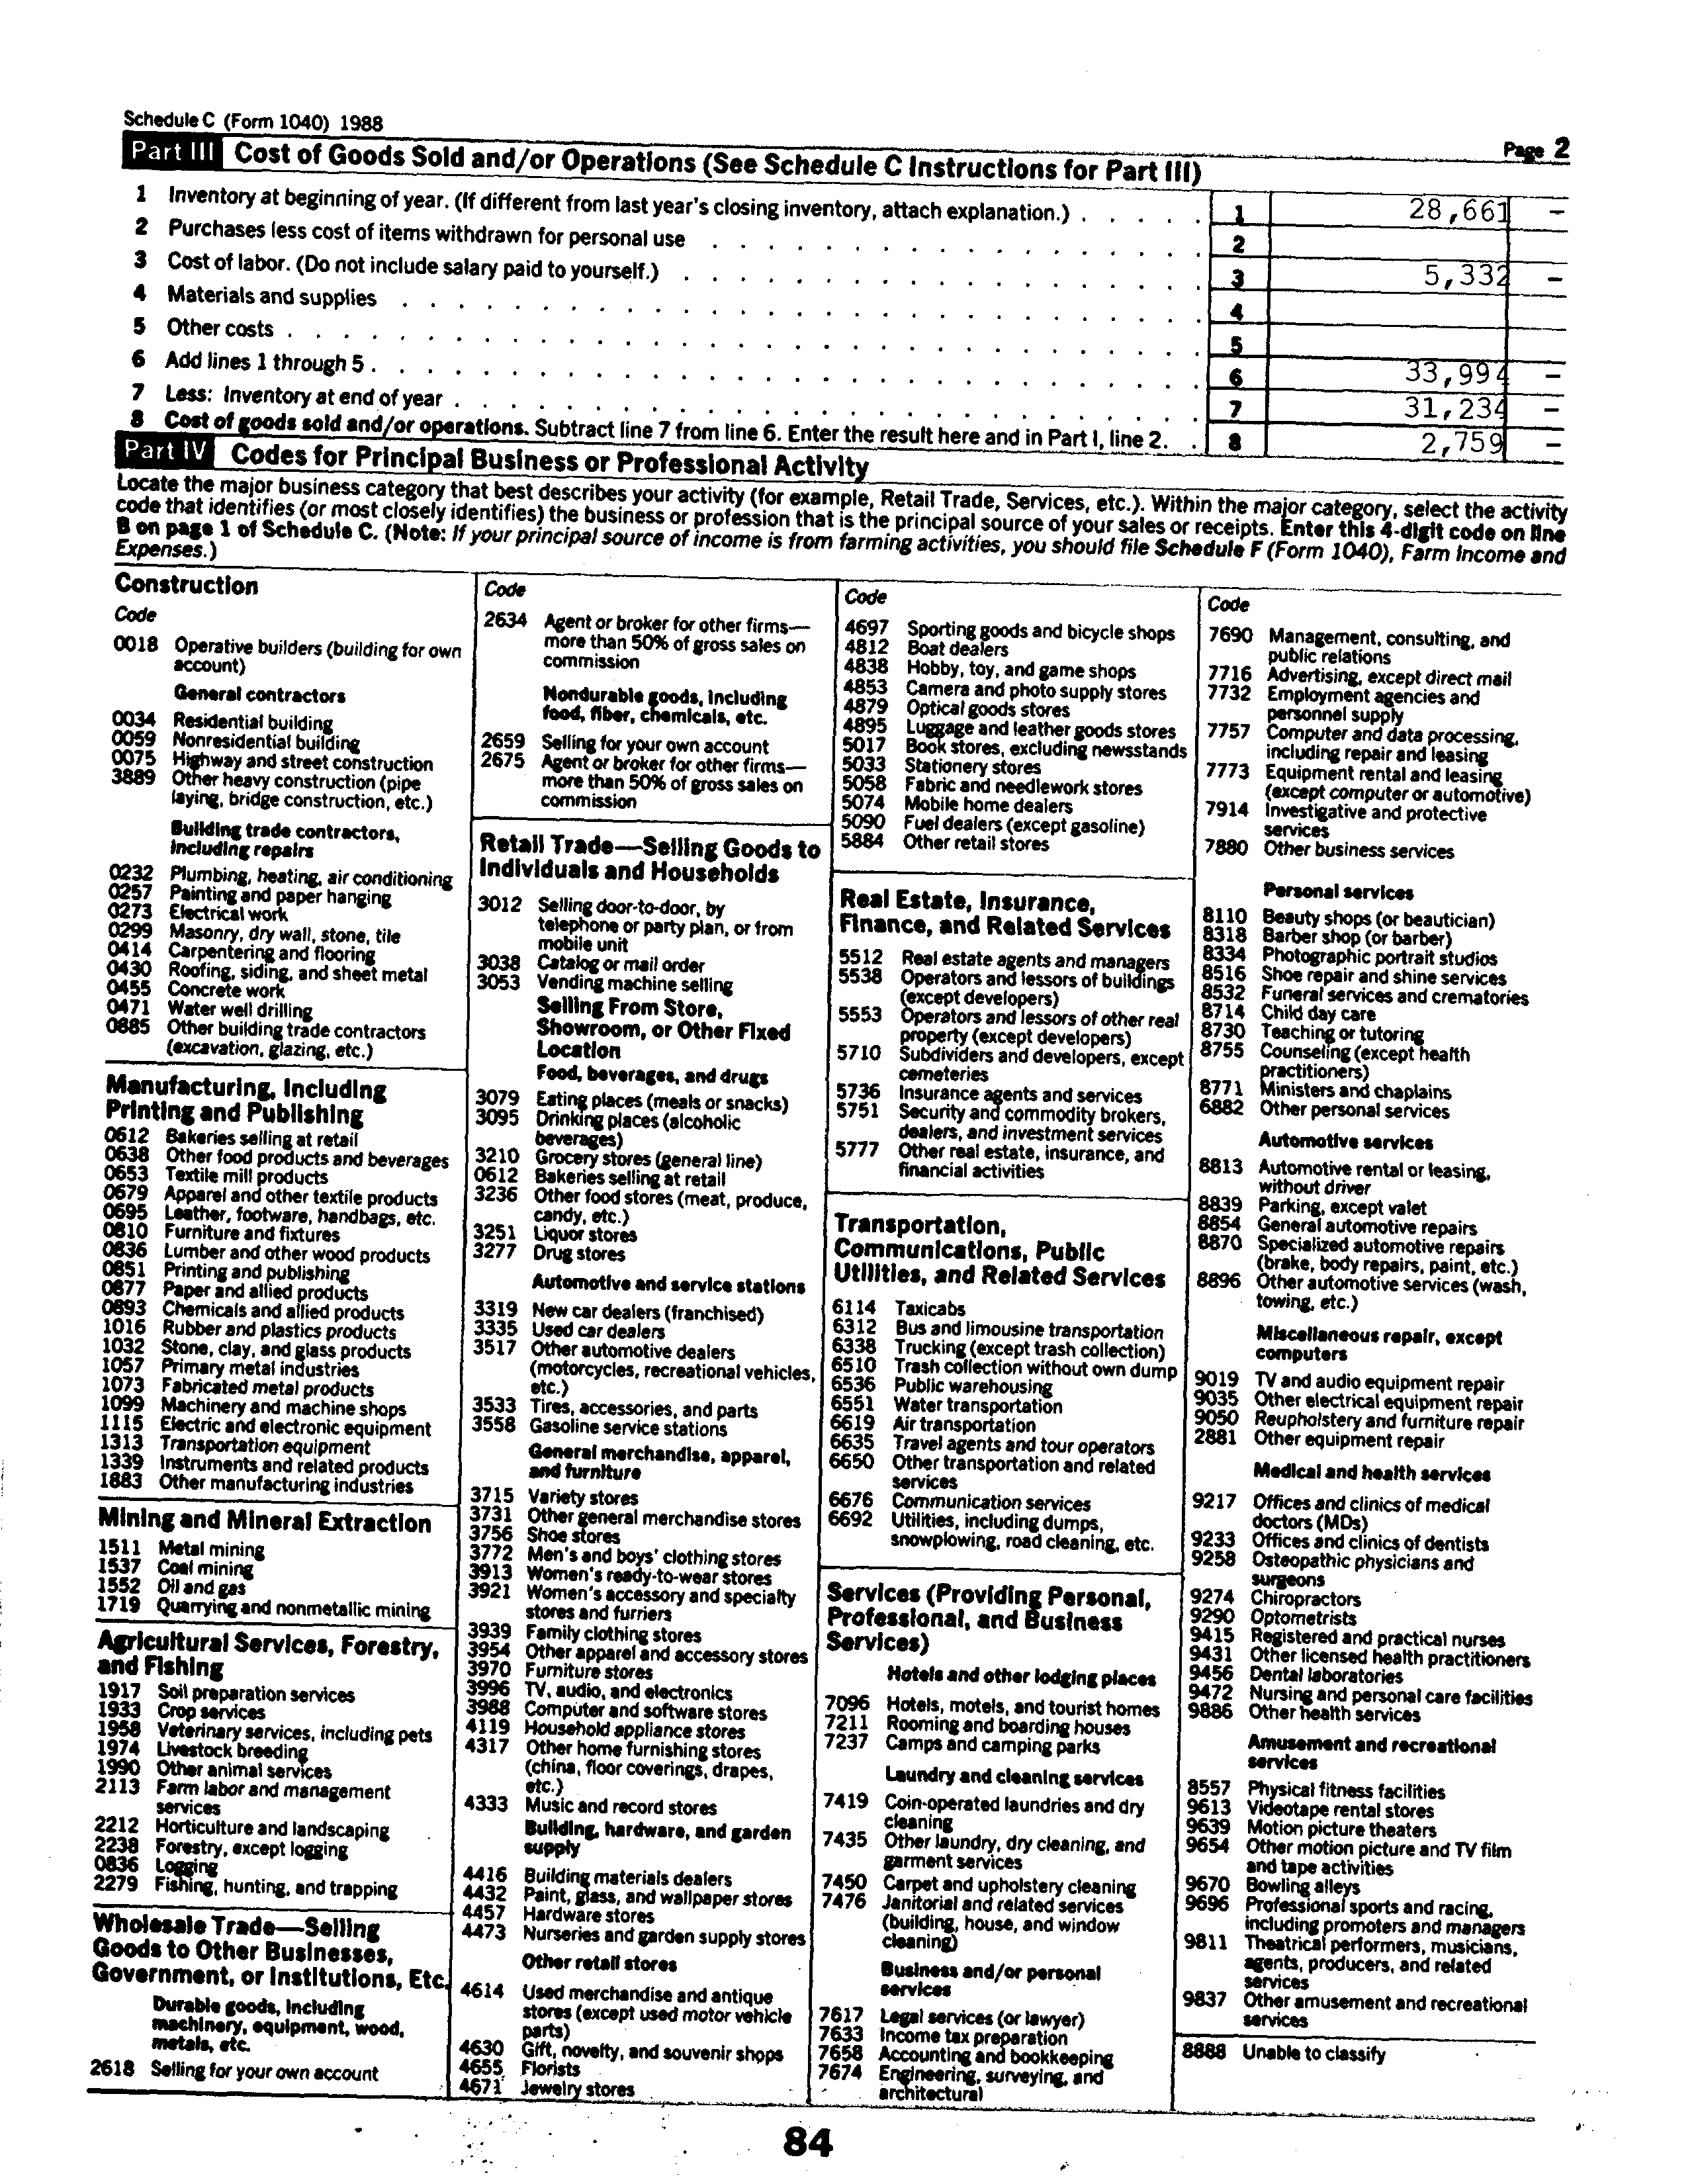 Schedule C (Form 1040) 1988
Page 2
Part III Cost of Goods Sold and/or Operations (See Schedule C Instructions for Part III)
1 Inventory at beginning of year. (If different from last year's closing inventory, attach explanation.) . . . . . 1 28,661 –
2 Purchases less cost of items withdrawn for personal use 2
3 Cost of labor. (Do not include salary paid to yourself.) 3 5,332 –
4 Materials and supplies 4
5 Other costs 5
6 Add lines 1 through 5 6 33,994 –
7 Less: Inventory at end of year 7 31,234 –
8 Cost of goods sold and/or operations. Subtract line 7 from line 6. Enter the result here and in Part I, line 2. . 8 2,759 –
Part IV Codes for Principal Business or Professional Activity
Locate the major business category that best describes your activity (for example, Retail Trade, Services, etc.). Within the major category, select the activity
code that identifies (or most closely identifies) the business or profession that is the principal source of your sales or receipts. Enter this 4-digit code on line
B on page 1 of Schedule C. (Note: If your principal source of income is from farming activities, you should file Schedule F (Form 1040), Farm Income and
Expenses.)
Construction
Code
0018 Operative builders (building for own
account)
General contractors
0034 Residential building
0059 Nonresidential building
0075 Highway and street construction
3889 Other heavy construction (pipe
laying, bridge construction, etc.)
Building trade contractors,
including repairs
0232 Plumbing, heating, air conditioning
0257 Painting and paper hanging
0273 Electrical work
0299 Masonry, dry wall, stone, tile
0414 Carpentering and flooring
0430 Roofing, siding, and sheet metal
0455 Concrete work
0471 Water well drilling
0885 Other building trade contractors
(excavation, glazing, etc.)
Manufacturing, Including
Printing and Publishing
0612 Bakeries selling at retail
0638 Other food products and beverages
0653 Textile mill products
0679 Apparel and other textile products
0695 Leather, footware, handbags, etc.
0810 Furniture and fixtures
0836 Lumber and other wood products
0851 Printing and publishing
0877 Paper and allied products
0893 Chemicals and allied products
1016 Rubber and plastics products
1032 Stone, clay, and glass products
1057 Primary metal industries
1073 Fabricated metal products
1099 Machinery and machine shops
1115 Electric and electronic equipment
1313 Transportation equipment
1339 Instruments and related products
1883 Other manufacturing industries
Mining and Mineral Extraction
1511 Metal mining
1537 Coal mining
1552 Oil and gas
1719 Quarrying and nonmetallic mining
Agricultural Services, Forestry,
and Fishing
1917 Soil preparation services
1933 Crop services
1958 Veterinary services, including pets
1974 Livestock breeding
1990 Other animal services
2113 Farm labor and management
services
2212 Horticulture and landscaping
2238 Forestry, except logging
0836 Logging
2279 Fishing, hunting, and trapping
Wholesale Trade—Selling
Goods to Other Businesses,
Government, or Institutions, Etc.
Durable goods, including
machinery, equipment, wood,
metals, etc.
2618 Selling for your own account
Code
2634 Agent or broker for other firms—
more than 50% of gross sales on
commission
Nondurable goods, including
food, fiber, chemicals, etc.
2659 Selling for your own account
2675 Agent or broker for other firms—
more than 50% of gross sales on
commission
Retail Trade—Selling Goods to
Individuals and Households
3012 Selling door-to-door, by
telephone or party plan, or from
mobile unit
3038 Catalog or mail order
3053 Vending machine selling
Selling From Store,
Showroom, or Other Fixed
Location
Food, beverages, and drugs
3079 Eating places (meals or snacks)
3095 Drinking places (alcoholic
beverages)
3210 Grocery stores (general line)
0612 Bakeries selling at retail
3236 Other food stores (meat, produce,
candy, etc.)
3251 Liquor stores
3277 Drug stores
Automotive and service stations
3319 New car dealers (franchised)
3335 Used car dealers
3517 Other automotive dealers
(motorcycles, recreational vehicles,
etc.)
3533 Tires, accessories, and parts
3558 Gasoline service stations
General merchandise, apparel,
and furniture
3715 Variety stores
3731 Other general merchandise stores
3756 Shoe stores
3772 Men's and boys' clothing stores
3913 Women's ready-to-wear stores
3921 Women's accessory and specialty
stores and furriers
3939 Family clothing stores
3954 Other apparel and accessory stores
3970 Furniture stores
3996 TV, audio, and electronics
3988 Computer and software stores
4119 Household appliance stores
4317 Other home furnishing stores
(china, floor coverings, drapes,
etc.)
4333 Music and record stores
Building, hardware, and garden
supply
4416 Building materials dealers
4432 Paint, glass, and wallpaper stores
4457 Hardware stores
4473 Nurseries and garden supply stores
Other retail stores
4614 Used merchandise and antique
stores (except used motor vehicle
parts)
4630 Gift, novelty, and souvenir shops
4655 Florists
4671 Jewelry stores
Code
4697 Sporting goods and bicycle shops
4812 Boat dealers
4838 Hobby, toy, and game shops
4853 Camera and photo supply stores
4879 Optical goods stores
4895 Luggage and leather goods stores
5017 Book stores, excluding newsstands
5033 Stationery stores
5058 Fabric and needlework stores
5074 Mobile home dealers
5090 Fuel dealers (except gasoline)
5884 Other retail stores
Real Estate, Insurance,
Finance, and Related Services
5512 Real estate agents and managers
5538 Operators and lessors of buildings
(except developers)
5553 Operators and lessors of other real
property (except developers)
5710 Subdividers and developers, except
cemeteries
5736 Insurance agents and services
5751 Security and commodity brokers,
dealers, and investment services
5777 Other real estate, insurance, and
financial activities
Transportation,
Communications, Public
Utilities, and Related Services
6114 Taxicabs
6312 Bus and limousine transportation
6338 Trucking (except trash collection)
6510 Trash collection without own dump
6536 Public warehousing
6551 Water transportation
6619 Air transportation
6635 Travel agents and tour operators
6650 Other transportation and related
services
6676 Communication services
6692 Utilities, including dumps,
snowplowing, road cleaning, etc.
Services (Providing Personal,
Professional, and Business
Services)
Hotels and other lodging places
7096 Hotels, motels, and tourist homes
7211 Rooming and boarding houses
7237 Camps and camping parks
Laundry and cleaning services
7419 Coin-operated laundries and dry
cleaning
7435 Other laundry, dry cleaning, and
garment services
7450 Carpet and upholstery cleaning
7476 Janitorial and related services
(building, house, and window
cleaning)
Business and/or personal
services
7617 Legal services (or lawyer)
7633 Income tax preparation
7658 Accounting and bookkeeping
7674 Engineering, surveying, and
architectural
Code
7690 Management, consulting, and
public relations
7716 Advertising, except direct mail
7732 Employment agencies and
personnel supply
7757 Computer and data processing,
including repair and leasing
7773 Equipment rental and leasing
(except computer or automotive)
7914 Investigative and protective
services
7880 Other business services
Personal services
8110 Beauty shops (or beautician)
8318 Barber shop (or barber)
8334 Photographic portrait studios
8516 Shoe repair and shine services
8532 Funeral services and crematories
8714 Child day care
8730 Teaching or tutoring
8755 Counseling (except health
practitioners)
8771 Ministers and chaplains
6882 Other personal services
Automotive services
8813 Automotive rental or leasing,
without driver
8839 Parking, except valet
8854 General automotive repairs
8870 Specialized automotive repairs
(brake, body repairs, paint, etc.)
8896 Other automotive services (wash,
towing, etc.)
Miscellaneous repair, except
computers
9019 TV and audio equipment repair
9035 Other electrical equipment repair
9050 Reupholstery and furniture repair
2881 Other equipment repair
Medical and health services
9217 Offices and clinics of medical
doctors (MDs)
9233 Offices and clinics of dentists
9258 Osteopathic physicians and
surgeons
9274 Chiropractors
9290 Optometrists
9415 Registered and practical nurses
9431 Other licensed health practitioners
9456 Dental laboratories
9472 Nursing and personal care facilities
9886 Other health services
Amusement and recreational
services
8557 Physical fitness facilities
9613 Videotape rental stores
9639 Motion picture theaters
9654 Other motion picture and TV film
and tape activities
9670 Bowling alleys
9696 Professional sports and racing,
including promoters and managers
9811 Theatrical performers, musicians,
agents, producers, and related
services
9837 Other amusement and recreational
services
8888 Unable to classify
84